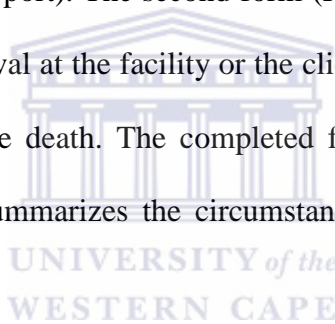 port). The second form
val at the facility or the cli
e death. The completed f
ummarizes the circumstan
UNIVERSITY of the
WESTERN CAPE